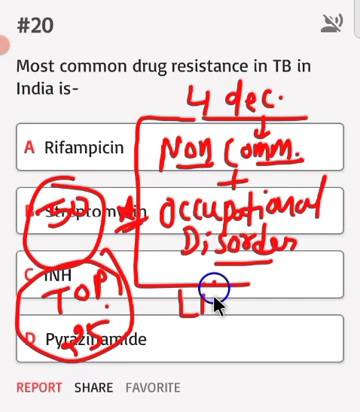 #20
Most common drug resistance in TB in
India is-
4 dec.
A Rifampicin
Non Comm.
+
50
B Streptomycin
Occupational
Disorder
C INH
TOP
25
D Pyrazinamide
REPORT SHARE FAVORITE